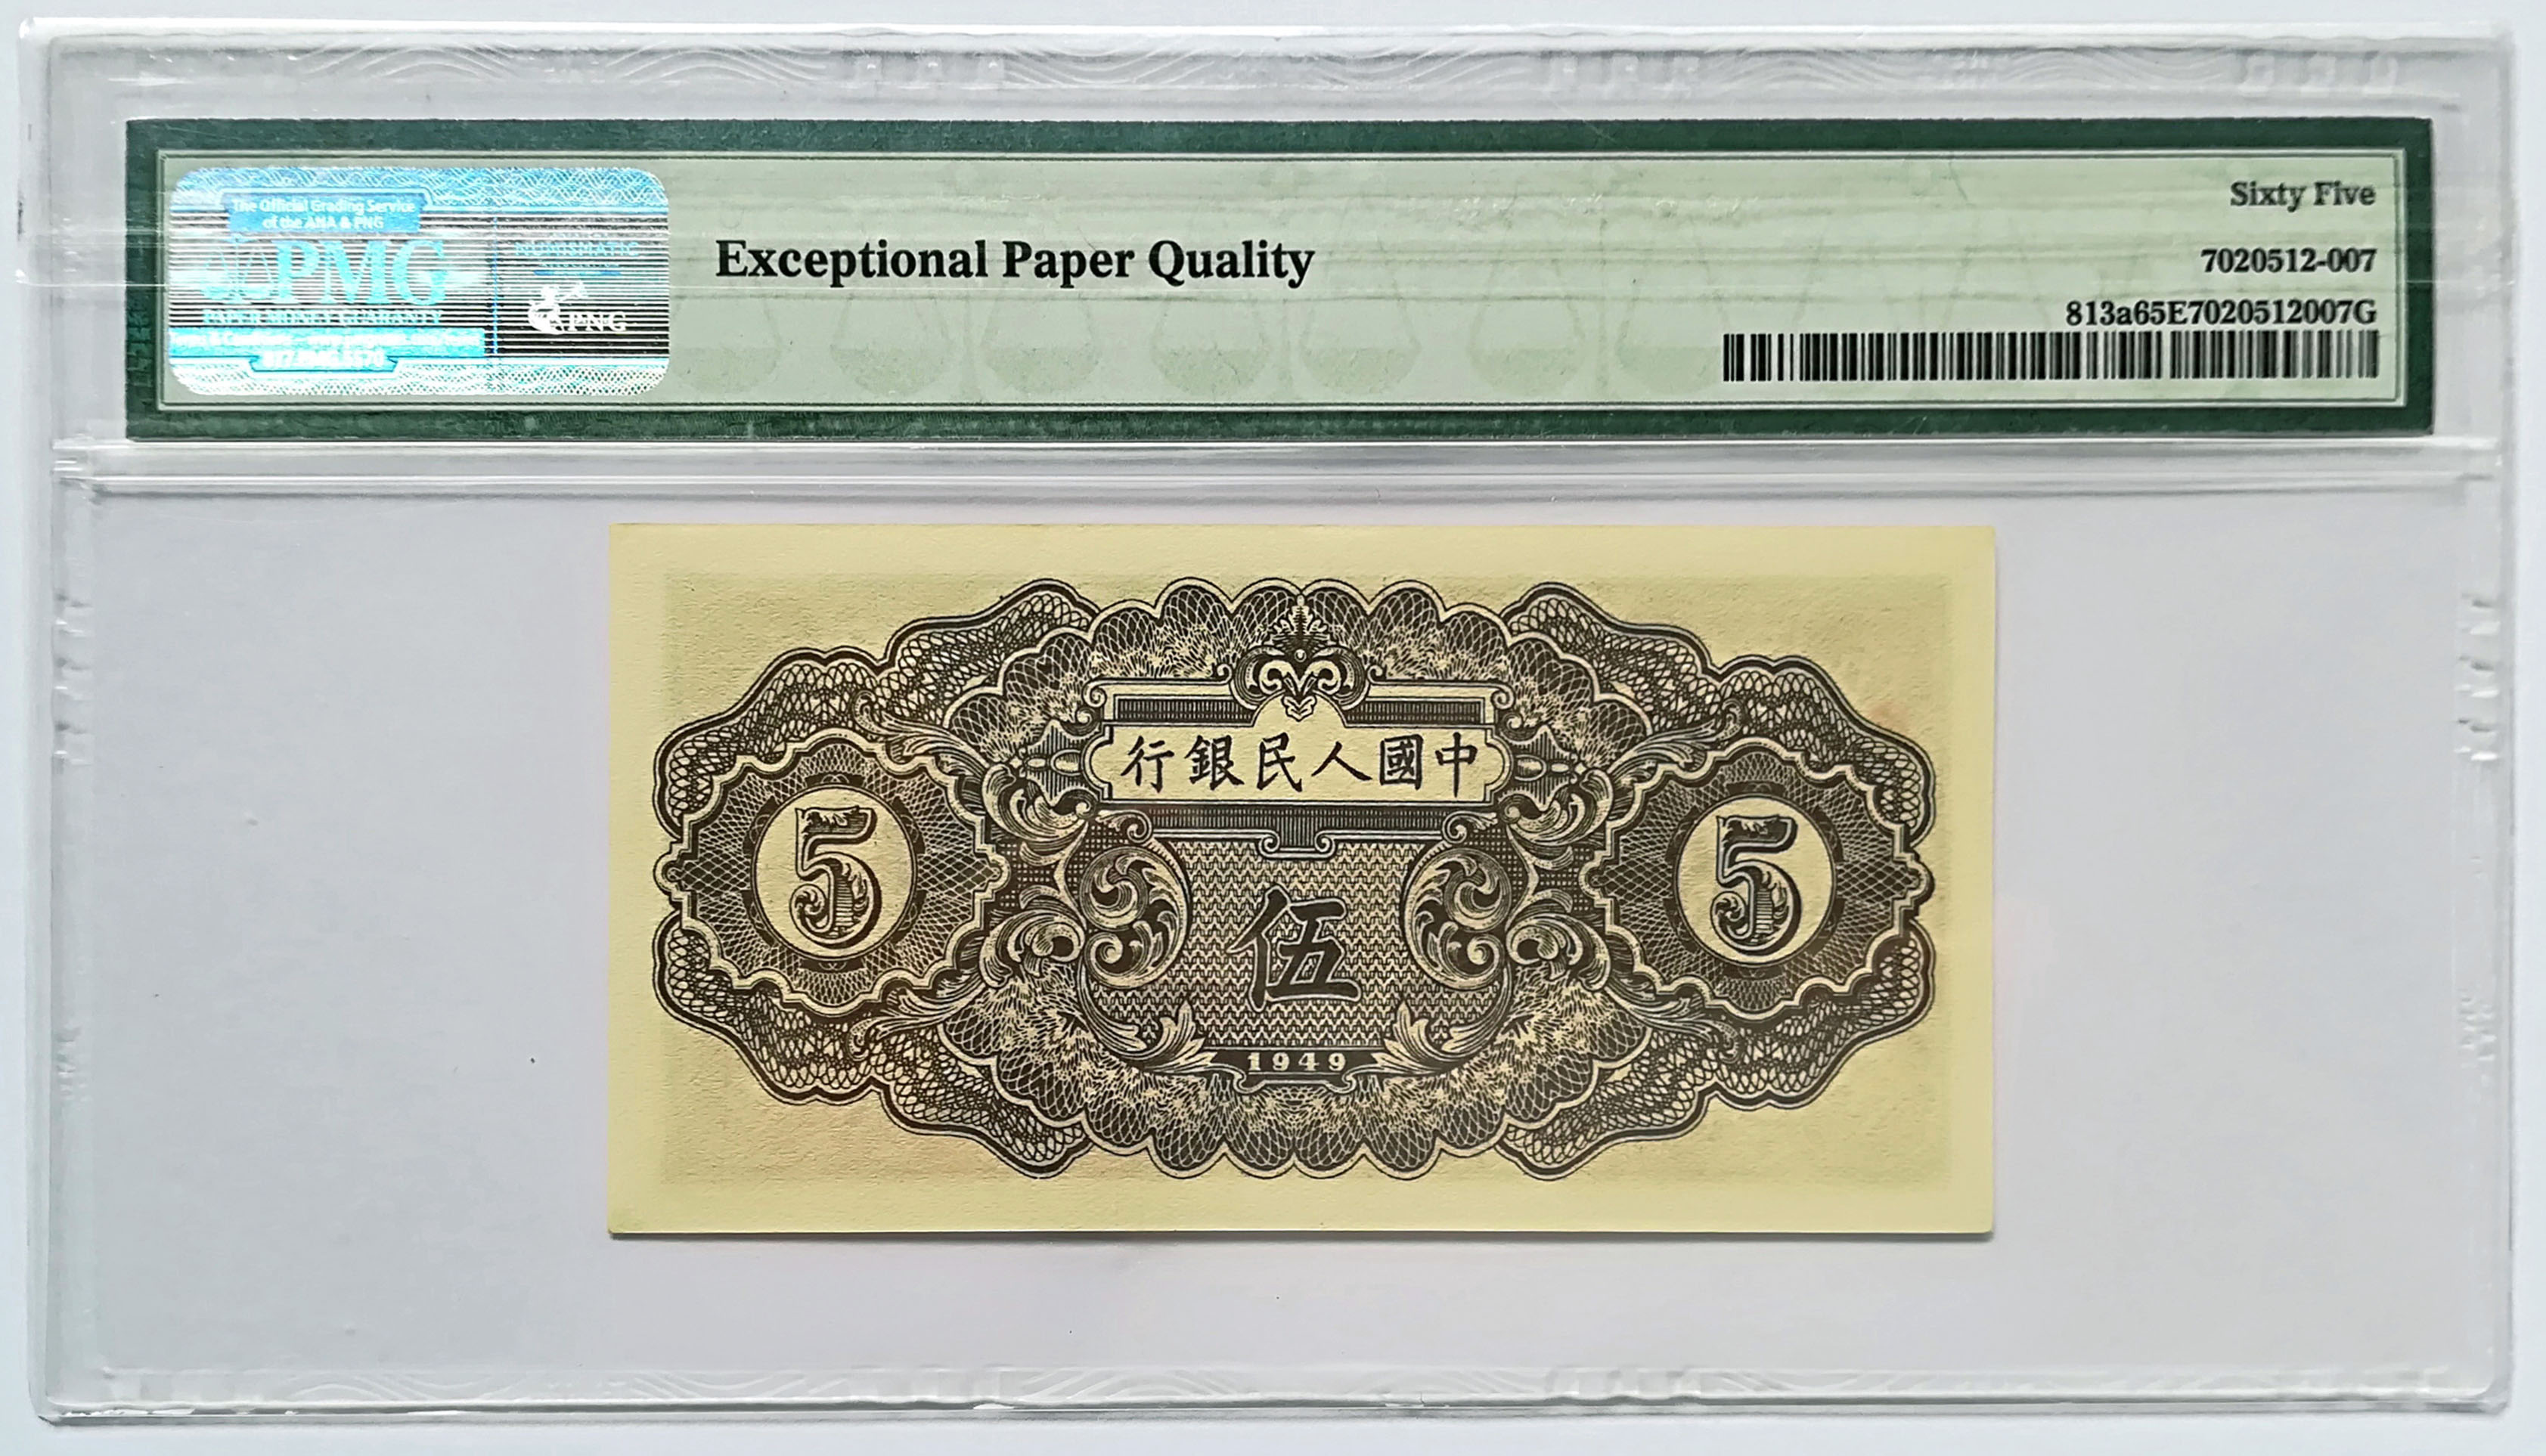 The Official Grading Service
of the ANA & PNG
PMG
PAPER MONEY GUARANTY
NUMISMATIC
PNG
Exceptional Paper Quality
Sixty Five
7020512-007
813a65E7020512007G
行銀民人國中
5
5
伍
1949